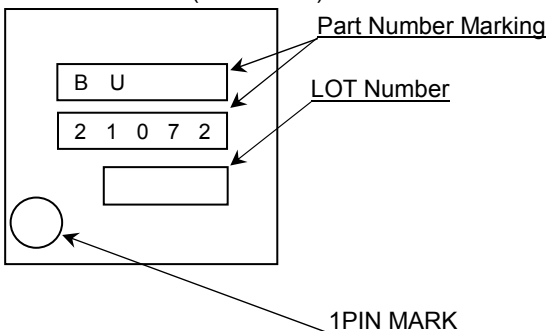 Part Number Marking
B U
LOT Number
2 1 0 7 2
1PIN MARK